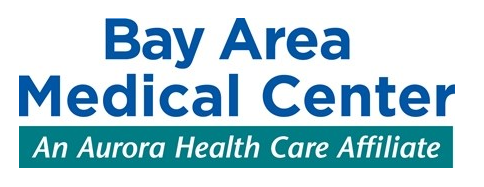 Bay Area
Medical Center
An Aurora Health Care Affiliate